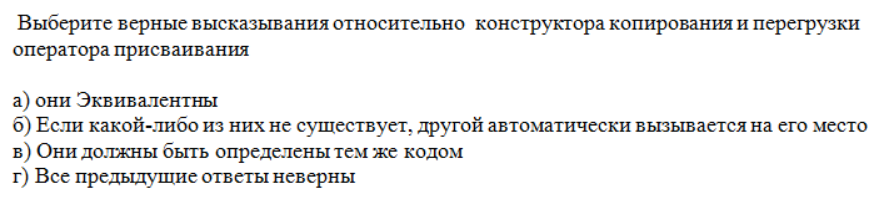 Выберите верные высказывания относительно конструктора копирования и перегрузки
оператора присваивания
а) они Эквивалентны
б) Если какой-либо из них не существует, другой автоматически вызывается на его место
в) Они должны быть определены тем же кодом
г) Все предыдущие ответы неверны